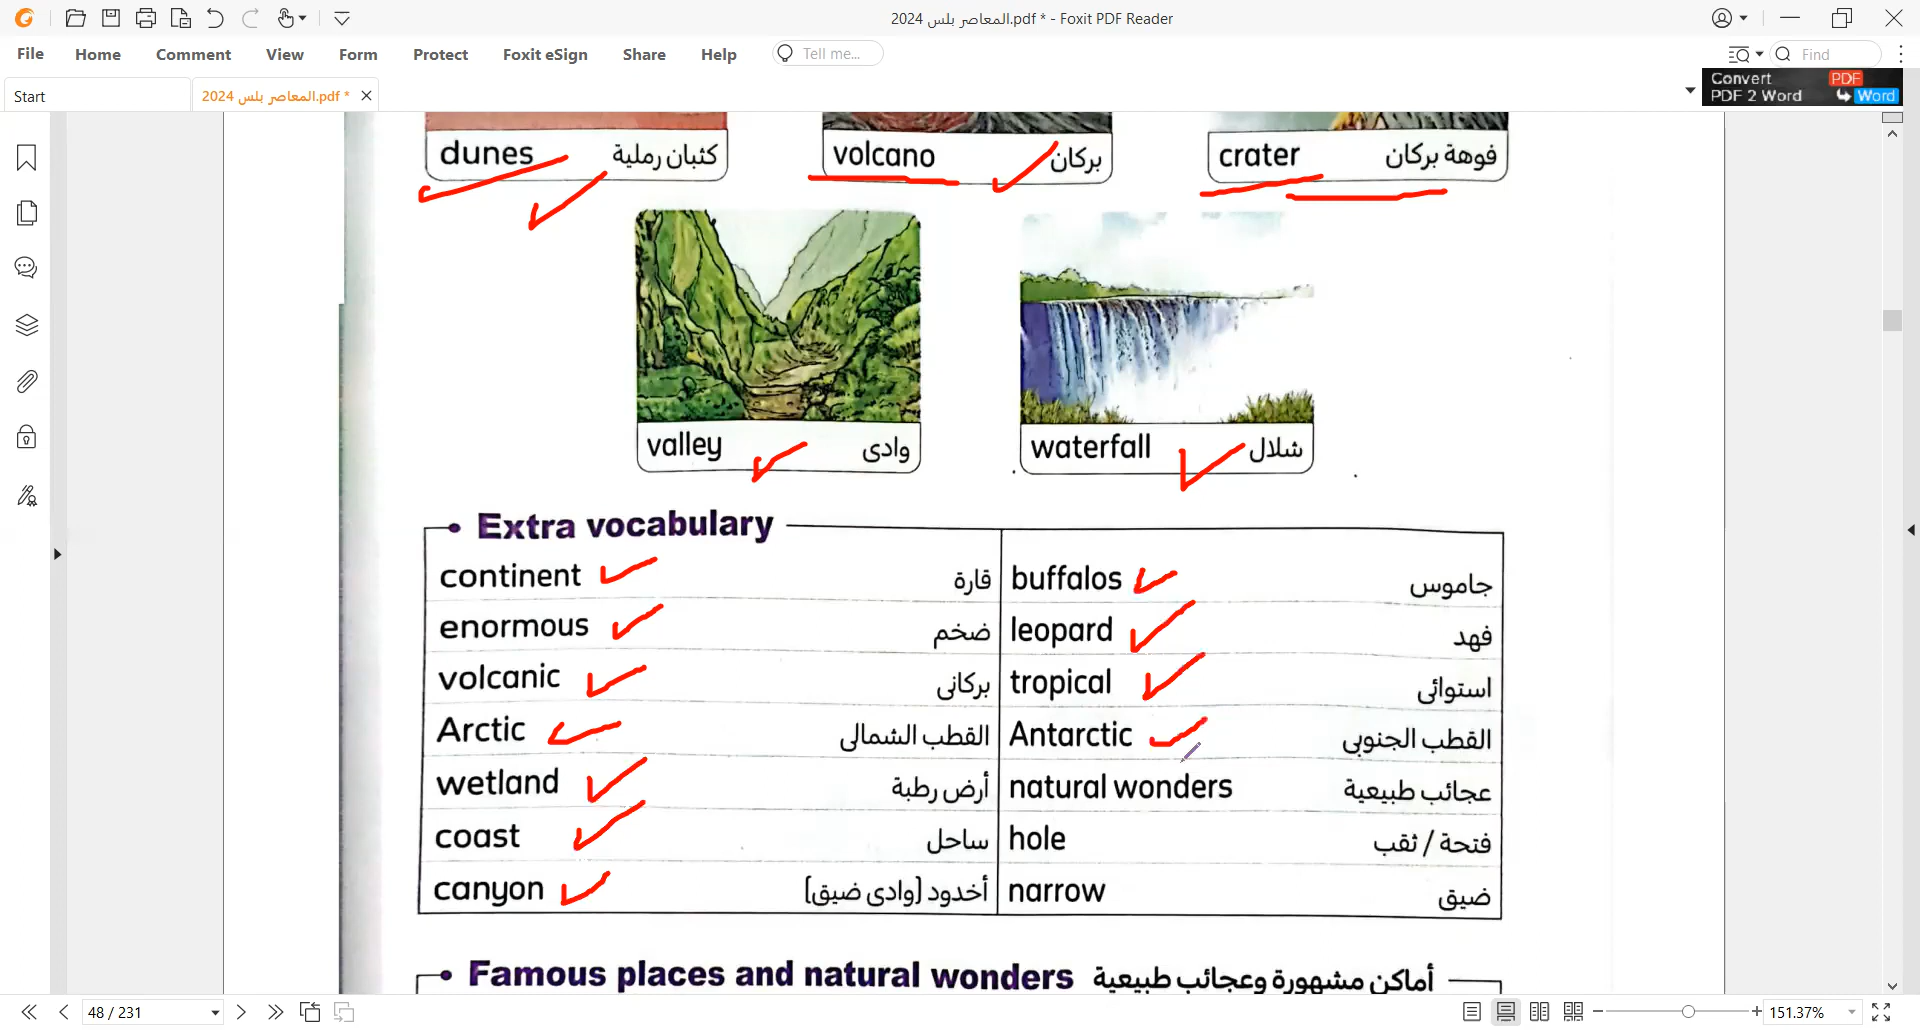 المعاصر بلس 2024.pdf * - Foxit PDF Reader
File Home Comment View Form Protect Foxit eSign Share Help Tell me... Find
Start المعاصر بلس 2024.pdf *
Convert PDF
PDF 2 Word Word
dunes كثبان رملية volcano بركان crater فوهة بركان
valley وادى waterfall شلال
Extra vocabulary
continent قارة buffalos جاموس
enormous ضخم leopard فهد
volcanic بركانى tropical استوائى
Arctic القطب الشمالى Antarctic القطب الجنوبى
wetland أرض رطبة natural wonders عجائب طبيعية
coast ساحل hole فتحة / ثقب
canyon أخدود [وادى ضيق] narrow ضيق
Famous places and natural wonders أماكن مشهورة وعجائب طبيعية
48 / 231 151.37%